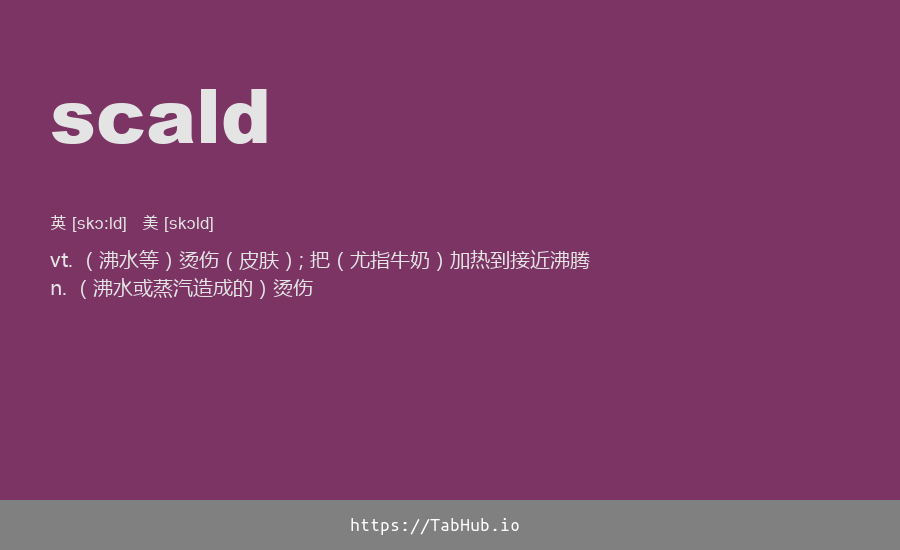 scald
英 [skɔːld] 美 [skɔld]
vt. （沸水等）烫伤（皮肤）; 把（尤指牛奶）加热到接近沸腾
n. （沸水或蒸汽造成的）烫伤
https://TabHub.io